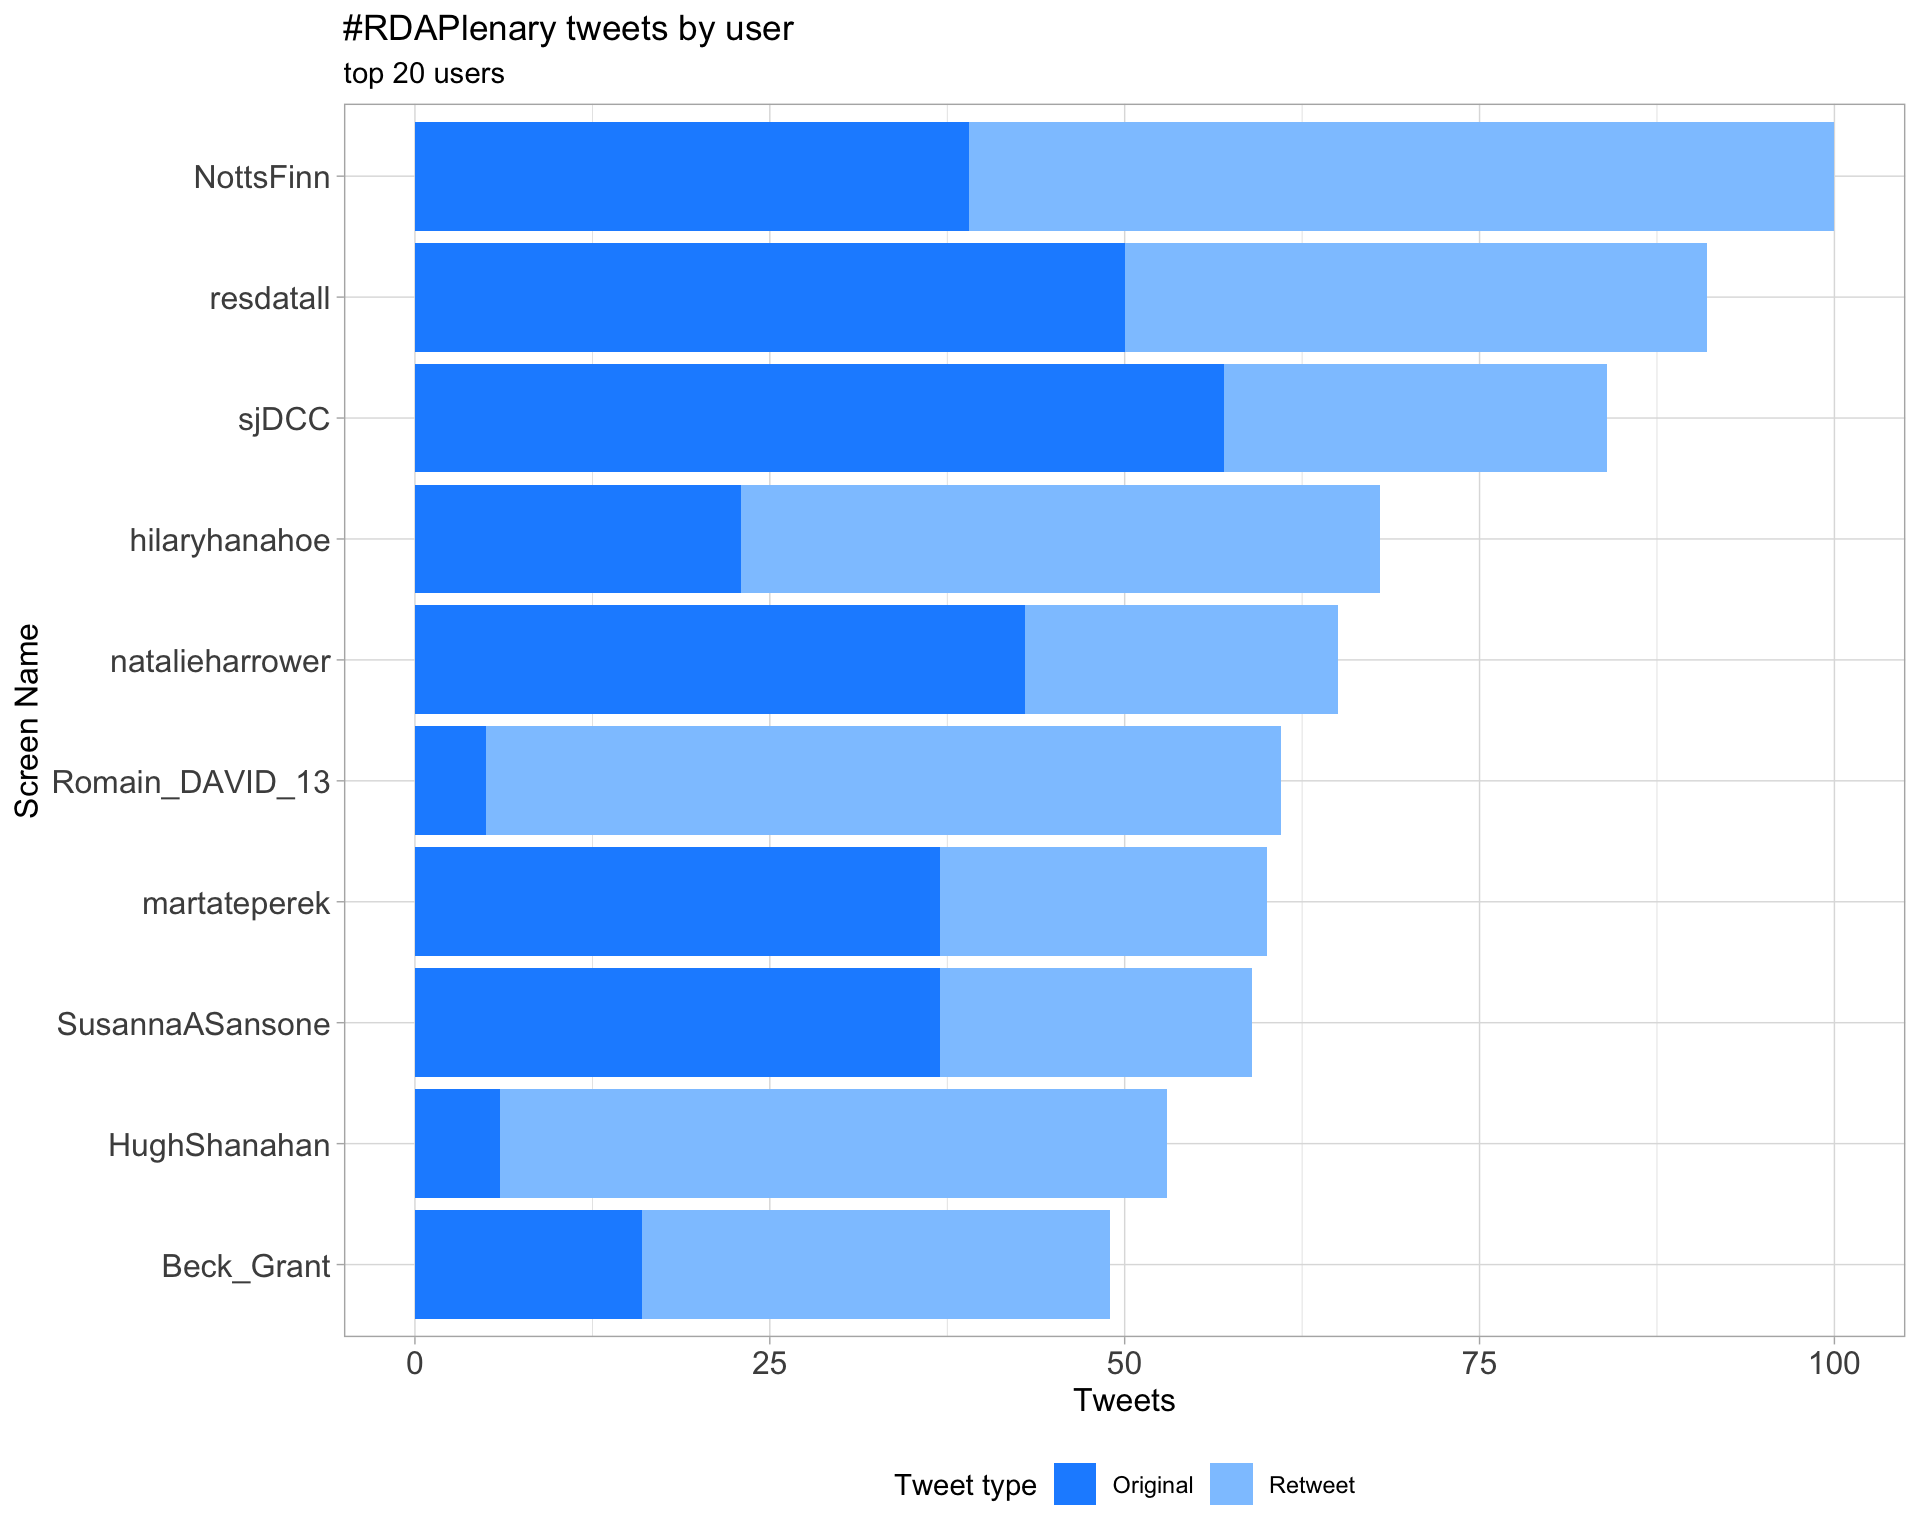 #RDAPlenary tweets by user
top 20 users
NottsFinn
resdatall
sjDCC
hilaryhanahoe
natalieharrower
Romain_DAVID_13
martateperek
SusannaASansone
HughShanahan
Beck_Grant
Screen Name
0 25 50 75 100
Tweets
Tweet type Original Retweet